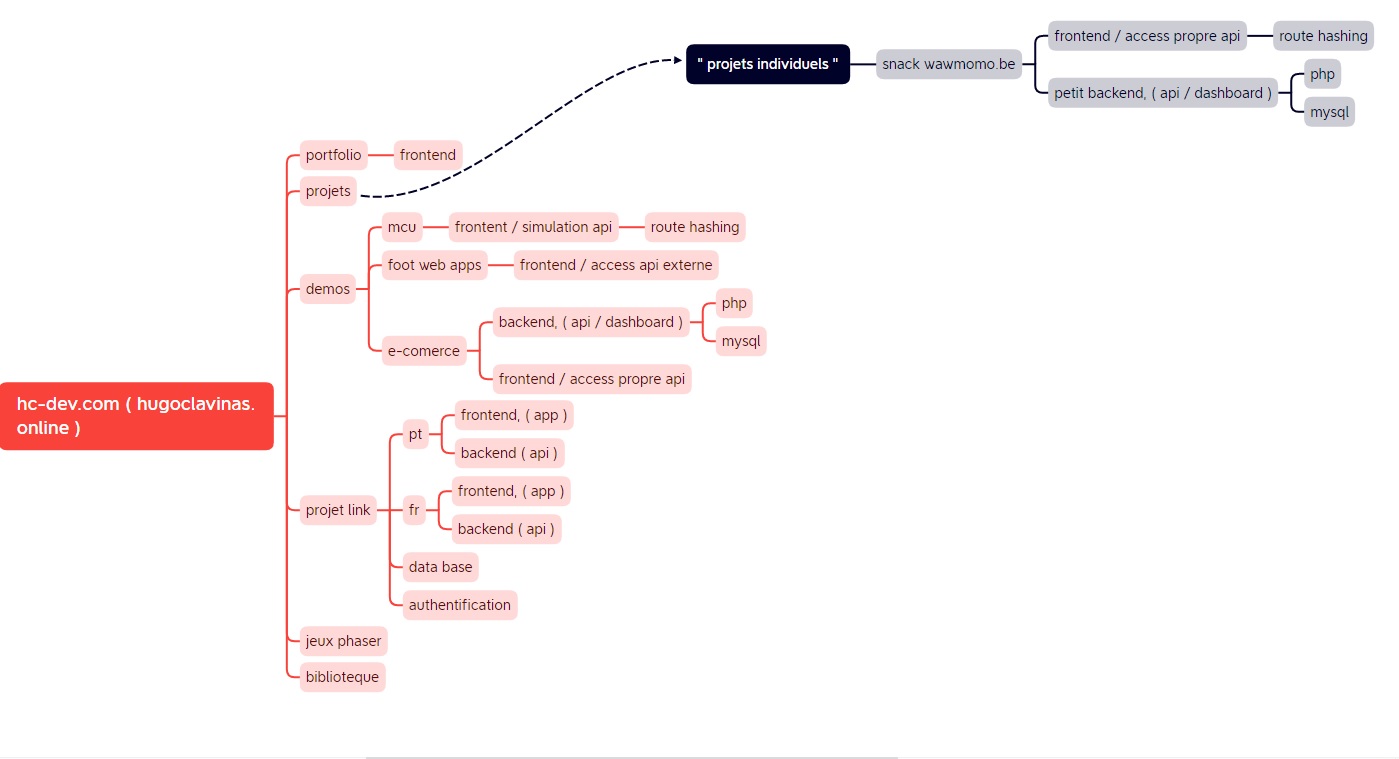 " projets individuels "
snack wawmomo.be
frontend / access propre api
route hashing
petit backend, ( api / dashboard )
php
mysql
hc-dev.com ( hugoclavinas.
online )
portfolio
frontend
projets
demos
mcu
frontent / simulation api
route hashing
foot web apps
frontend / access api externe
e-comerce
backend, ( api / dashboard )
php
mysql
frontend / access propre api
projet link
pt
frontend, ( app )
backend ( api )
fr
frontend, ( app )
backend ( api )
data base
authentification
jeux phaser
biblioteque